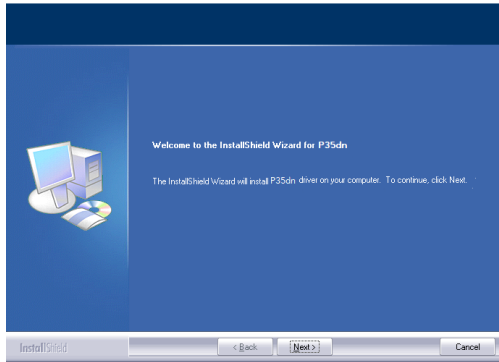 Welcome to the InstallShield Wizard for P35dn
The InstallShield Wizard will install P35dn driver on your computer. To continue, click Next.
InstallShield
< Back
Next >
Cancel